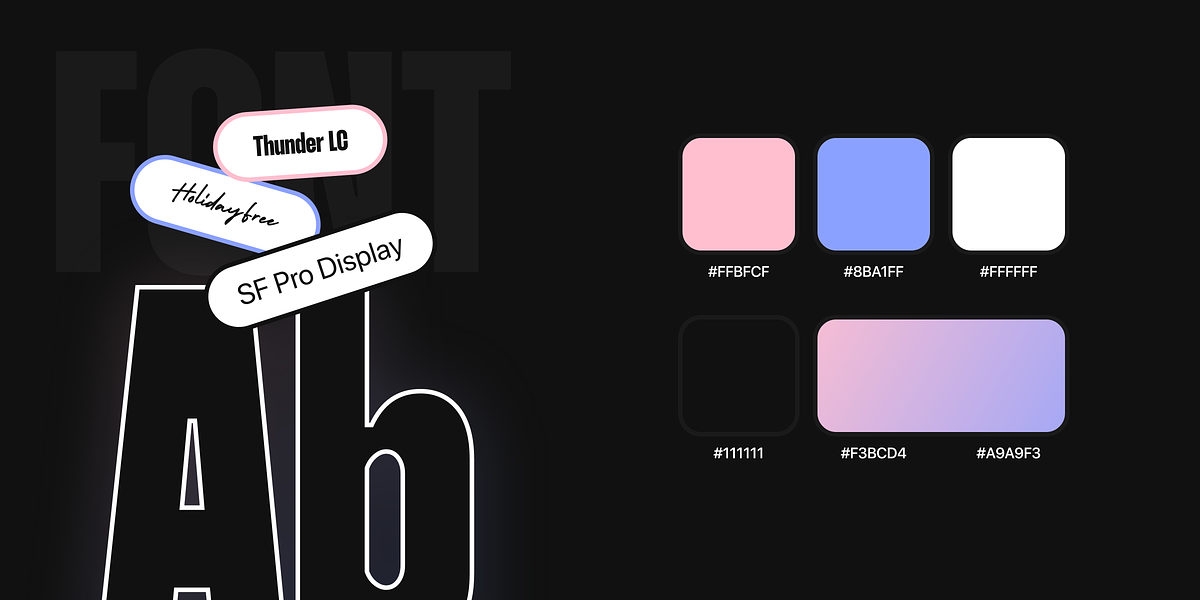 FONT
Thunder LC
Holidayfree
SF Pro Display
Ab
#FFBFCF
#8BA1FF
#FFFFFF
#111111
#F3BCD4
#A9A9F3